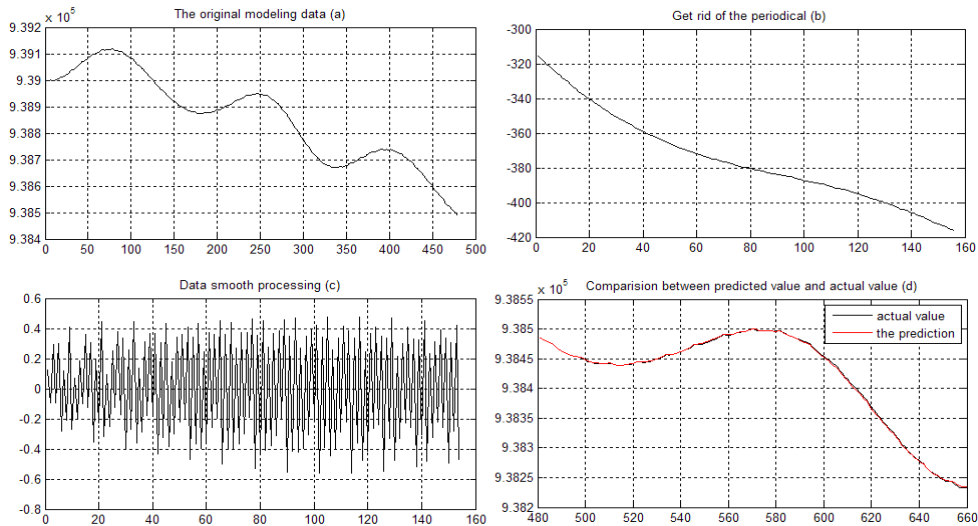 The original modeling data (a)
x 10^5
9.392
9.391
9.39
9.389
9.388
9.387
9.386
9.385
9.384
0 50 100 150 200 250 300 350 400 450 500
Get rid of the periodical (b)
-300
-320
-340
-360
-380
-400
-420
0 20 40 60 80 100 120 140 160
Data smooth processing (c)
0.6
0.4
0.2
0
-0.2
-0.4
-0.6
-0.8
0 20 40 60 80 100 120 140 160
Comparision between predicted value and actual value (d)
x 10^5
9.3855
9.385
9.3845
9.384
9.3835
9.383
9.3825
9.382
480 500 520 540 560 580 600 620 640 660
actual value
the prediction